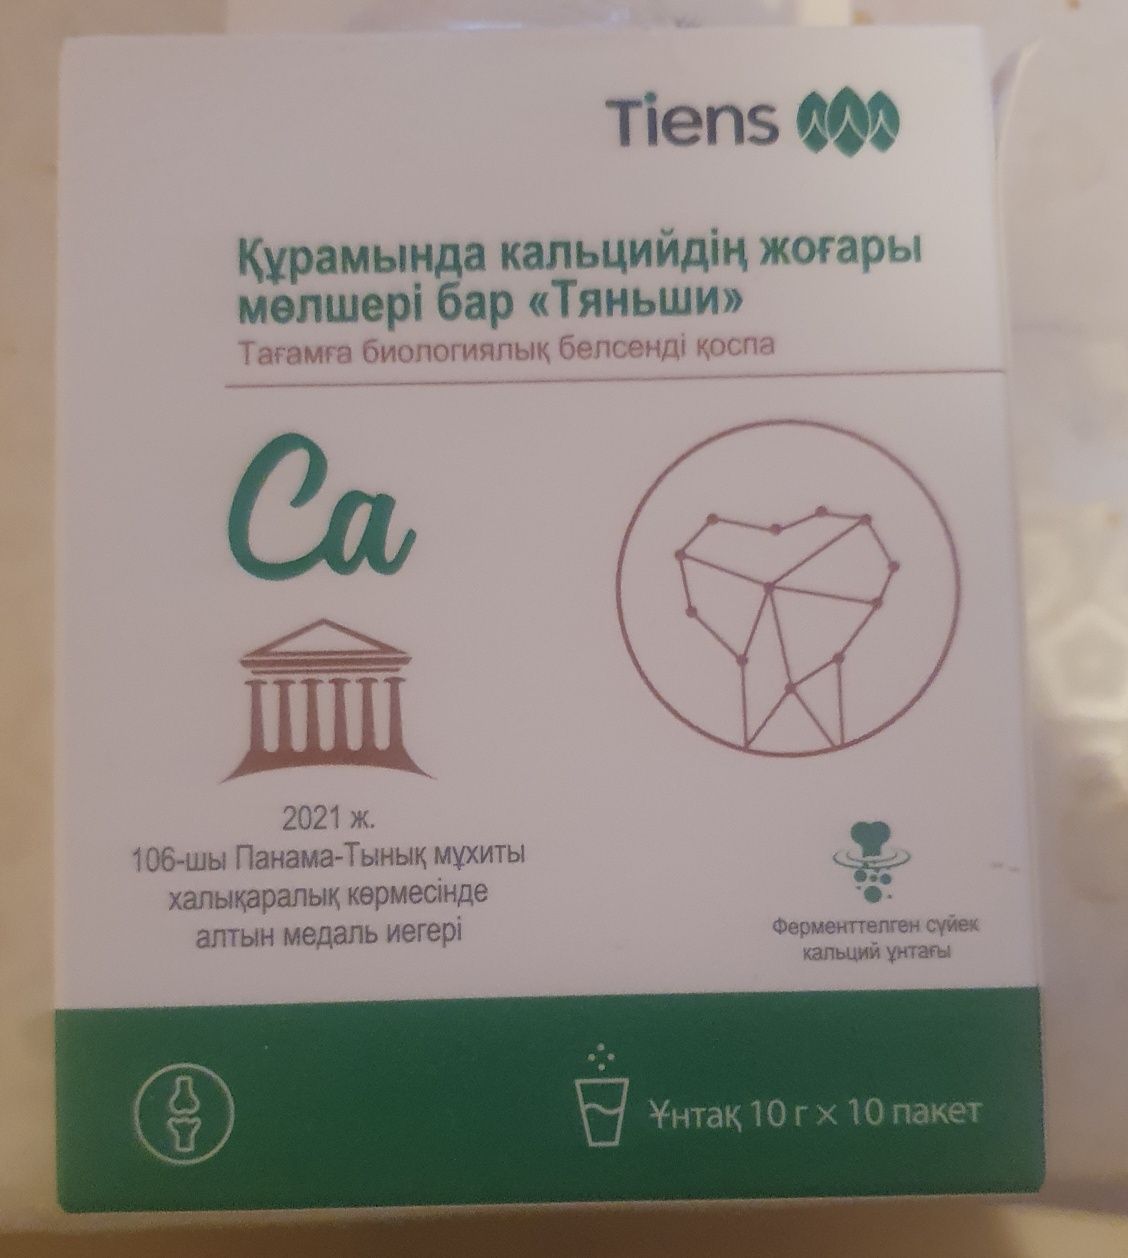 Tiens
Құрамында кальцийдің жоғары
мөлшері бар «Тяньши»
Тағамға биологиялық белсенді қоспа
Ca
2021 ж.
106-шы Панама-Тынық мұхиты
халықаралық көрмесінде
алтын медаль иегері
Ферменттелген сүйек
кальций ұнтағы
Ұнтақ 10 г × 10 пакет